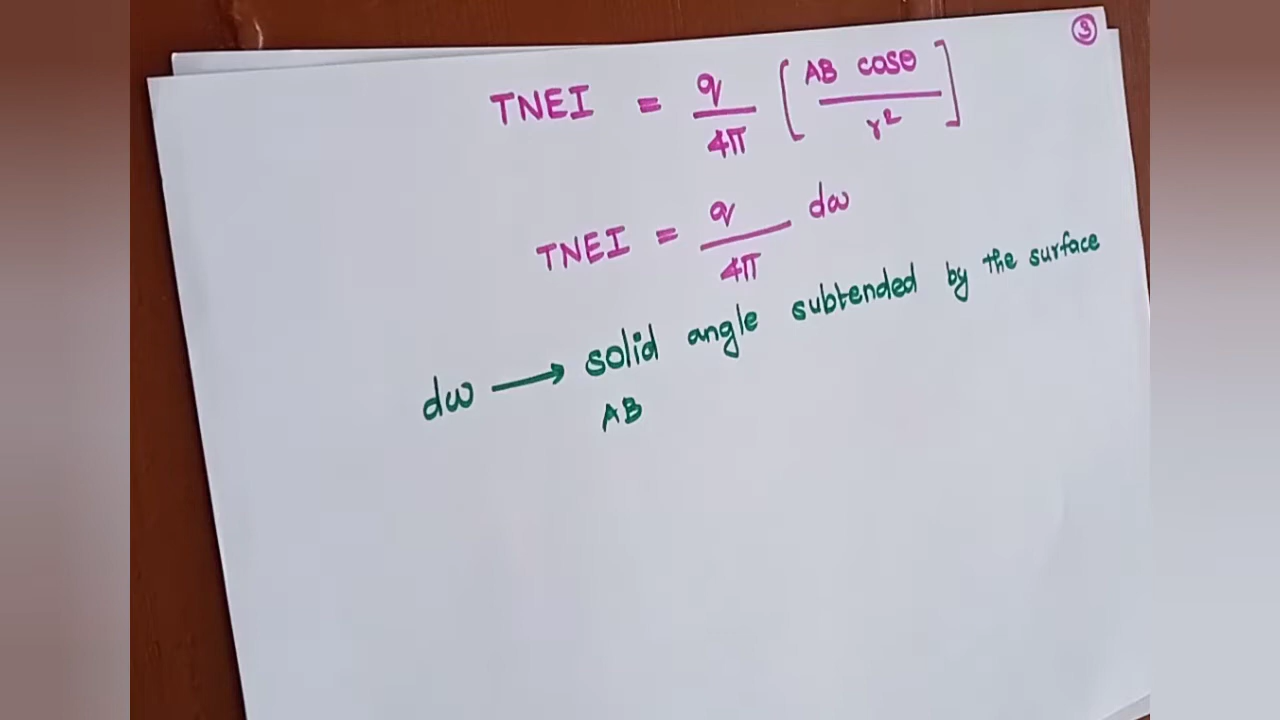 ③
TNEI = q/4π [AB cosθ/r²]
TNEI = q/4π dω
dω → solid angle subtended by the surface
AB